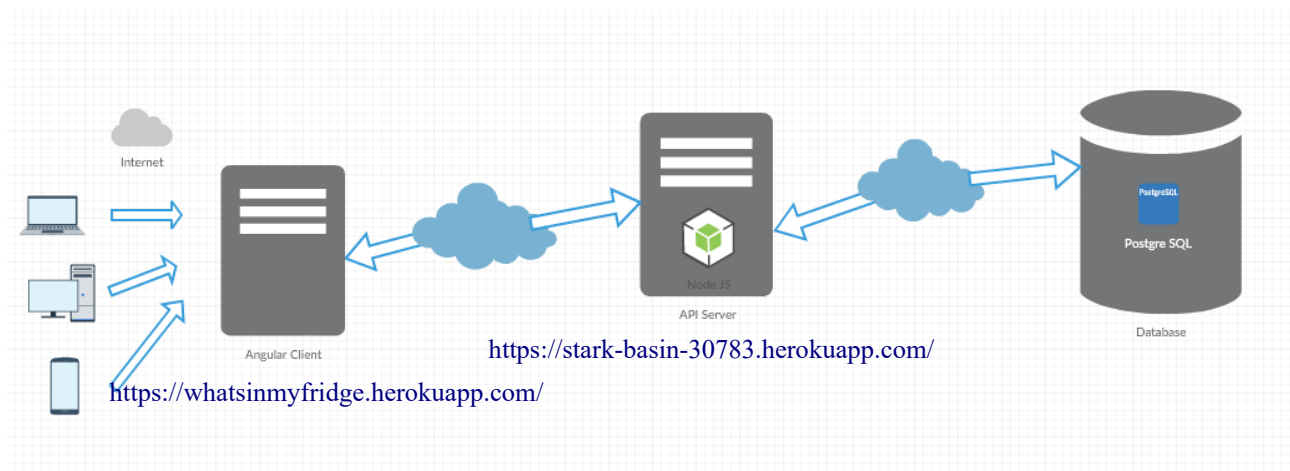 Internet
Angular Client
https://whatsinmyfridge.herokuapp.com/
Node JS
API Server
https://stark-basin-30783.herokuapp.com/
PostgreSQL
Postgre SQL
Database